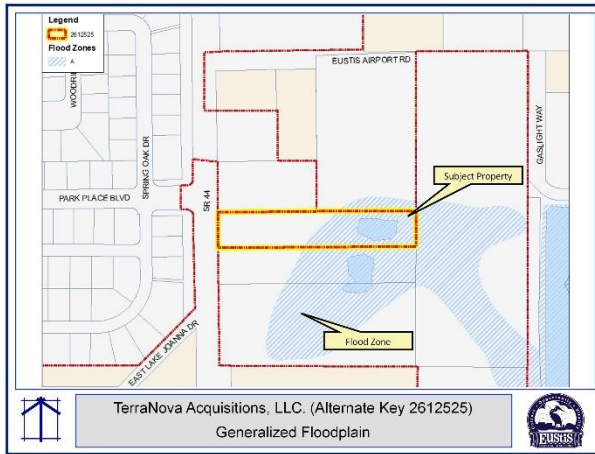 Legend
2612525
Flood Zones
A
WOODRI
SPRING OAK DR
EUSTIS AIRPORT RD
GASLIGHT WAY
Subject Property
PARK PLACE BLVD
SR 44
Flood Zone
EAST LAKE JOANNA DR
TerraNova Acquisitions, LLC. (Alternate Key 2612525)
Generalized Floodplain
EUSTIS